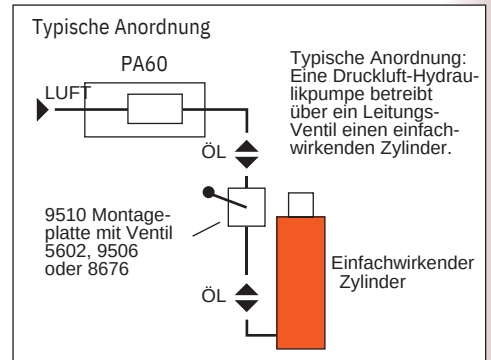 Typische Anordnung
PA60
LUFT
Typische Anordnung:
Eine Druckluft-Hydrau-
likpumpe betreibt
über ein Leitungs-
Ventil einen einfach-
wirkenden Zylinder.
ÖL
9510 Montage-
platte mit Ventil
5602, 9506
oder 8676
ÖL
Einfachwirkender
Zylinder